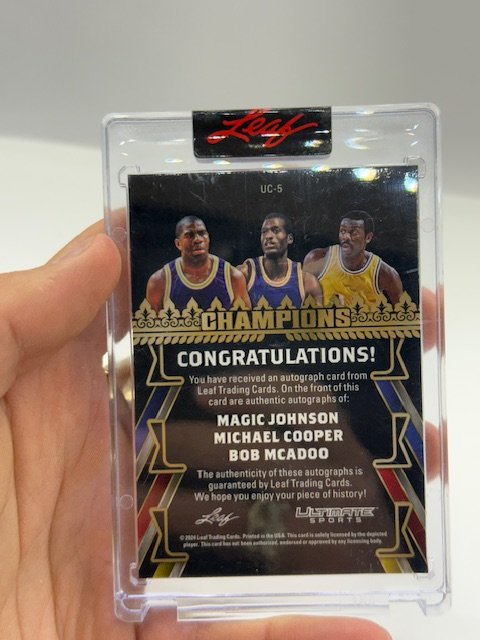 Leaf
UC-5
CHAMPIONS
CONGRATULATIONS!
You have received an autograph card from
Leaf Trading Cards. On the front of this
card are authentic autographs of:
MAGIC JOHNSON
MICHAEL COOPER
BOB MCADOO
The authenticity of these autographs is
guaranteed by Leaf Trading Cards.
We hope you enjoy your piece of history!
Leaf
ULTIMATE
SPORTS
© 2024 Leaf Trading Cards. Printed in the U.S.A. This card is solely licensed by the depicted
player. This card has not been authorized, endorsed or approved by any licensing body.